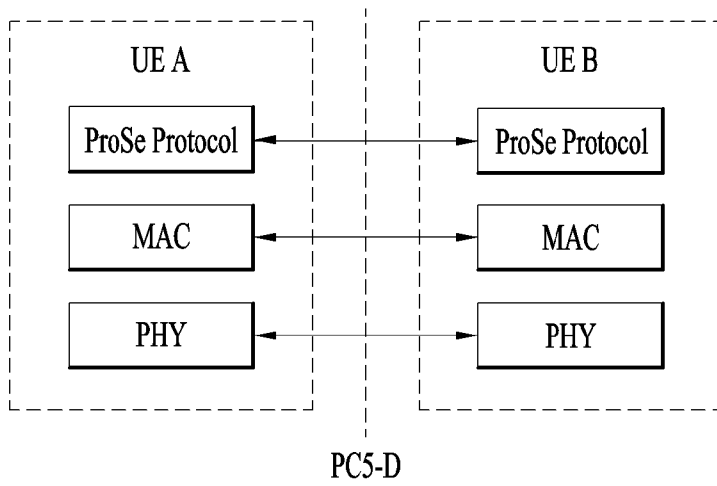 UE A
UE B
ProSe Protocol
ProSe Protocol
MAC
MAC
PHY
PHY
PC5-D